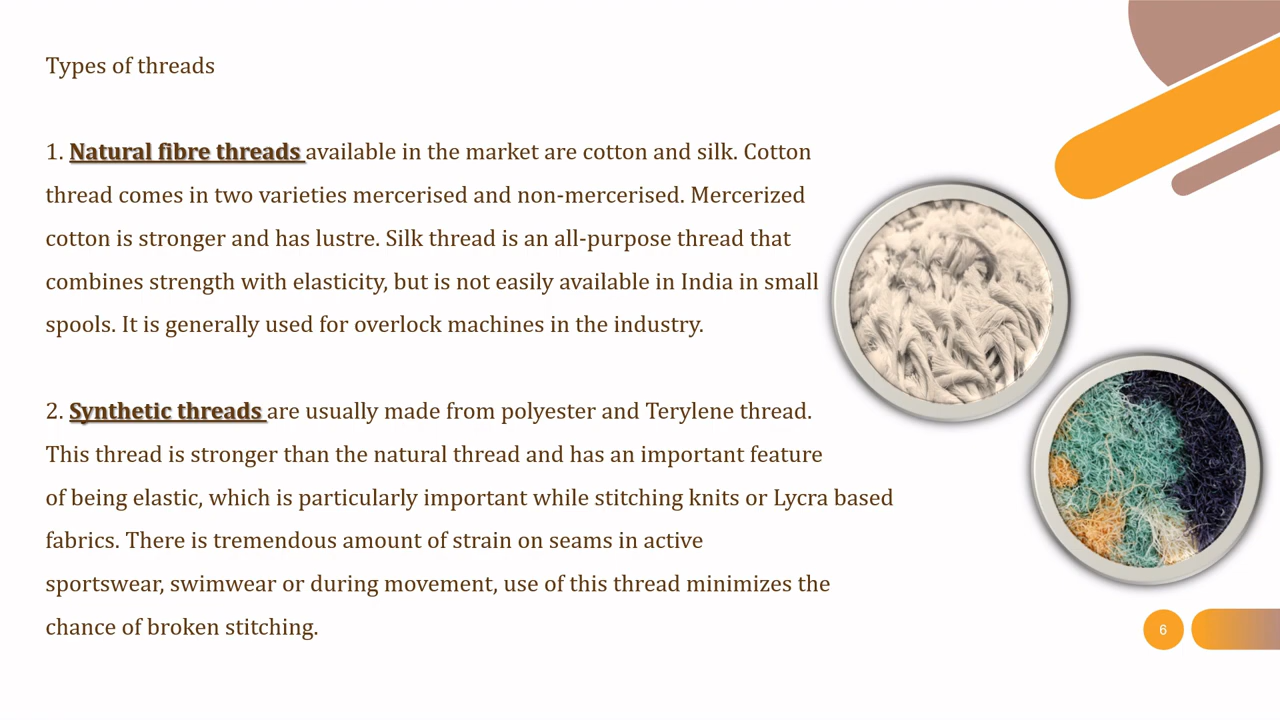 Types of threads
1. Natural fibre threads available in the market are cotton and silk. Cotton
thread comes in two varieties mercerised and non-mercerised. Mercerized
cotton is stronger and has lustre. Silk thread is an all-purpose thread that
combines strength with elasticity, but is not easily available in India in small
spools. It is generally used for overlock machines in the industry.
2. Synthetic threads are usually made from polyester and Terylene thread.
This thread is stronger than the natural thread and has an important feature
of being elastic, which is particularly important while stitching knits or Lycra based
fabrics. There is tremendous amount of strain on seams in active
sportswear, swimwear or during movement, use of this thread minimizes the
chance of broken stitching.
6